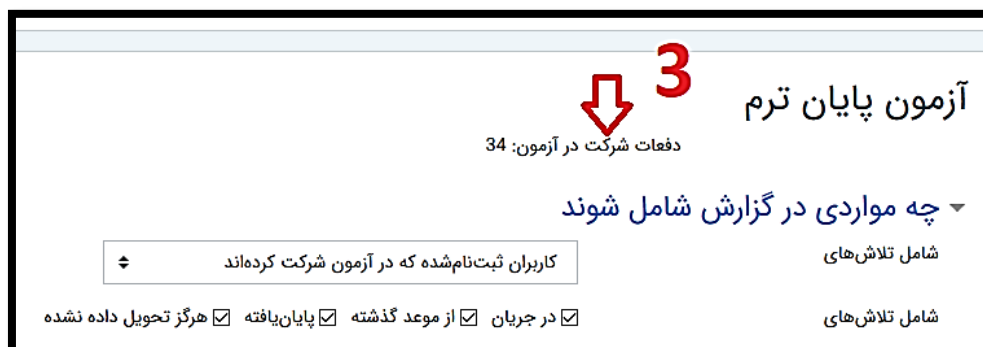 3
آزمون پایان ترم
دفعات شرکت در آزمون: 34
چه مواردی در گزارش شامل شوند
شامل تلاش‌های
کاربران ثبت‌نام‌شده که در آزمون شرکت کرده‌اند
شامل تلاش‌های
در جریان از موعد گذشته پایان‌یافته هرگز تحویل داده نشده